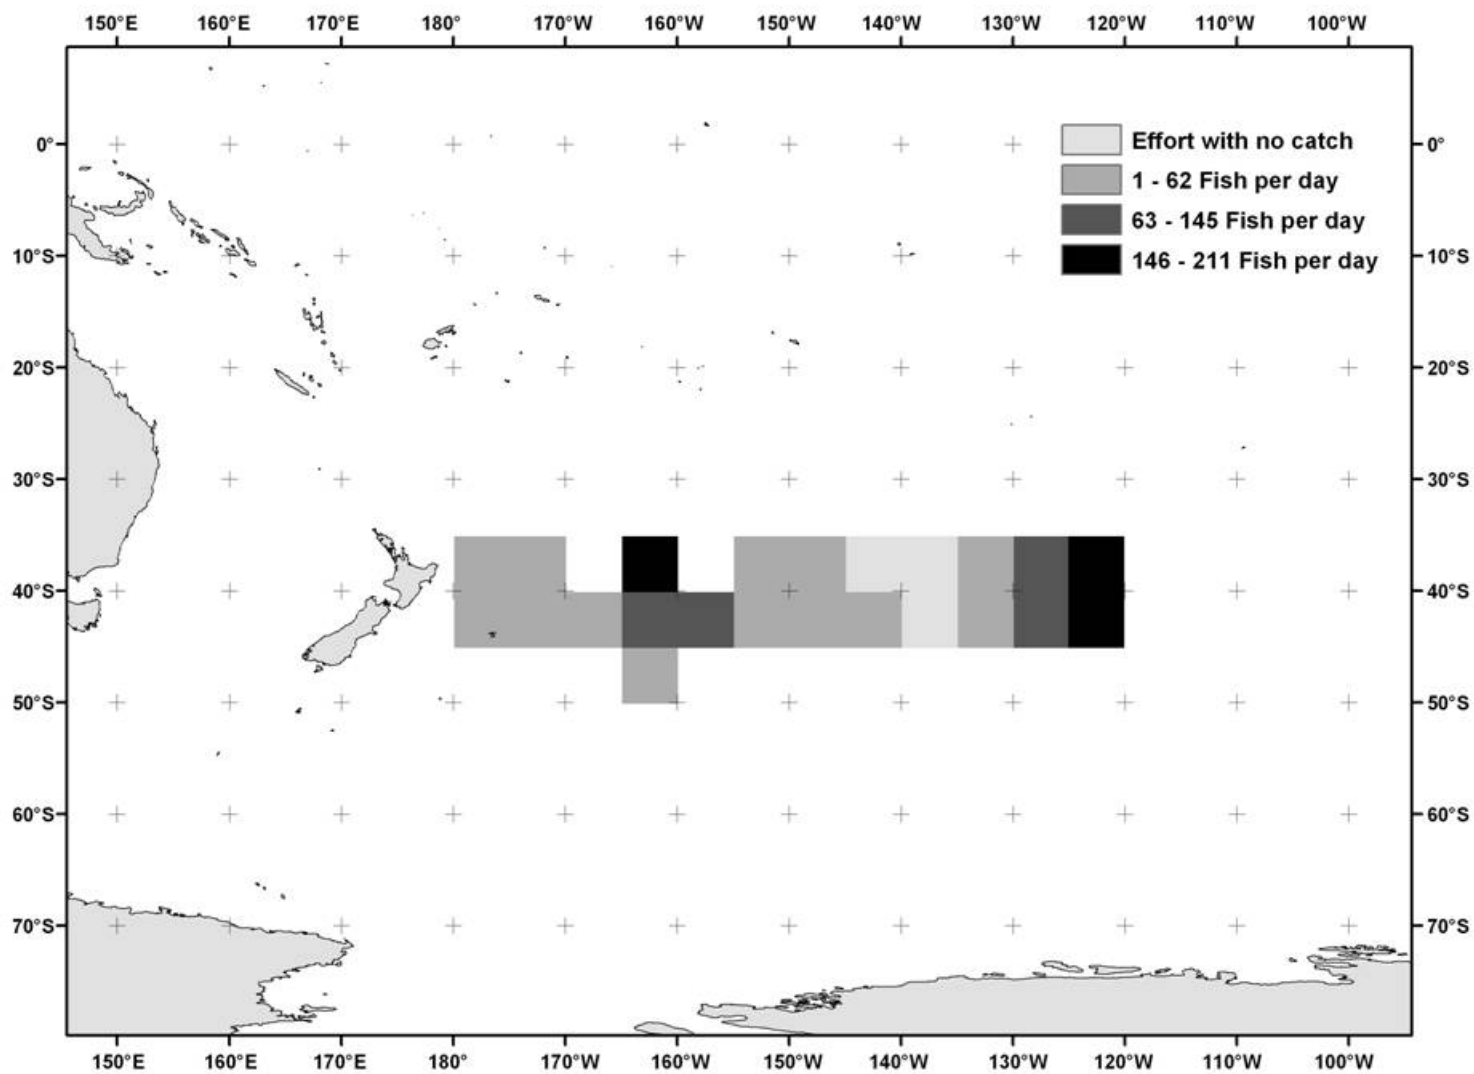 150°E 160°E 170°E 180° 170°W 160°W 150°W 140°W 130°W 120°W 110°W 100°W
Effort with no catch
1 - 62 Fish per day
63 - 145 Fish per day
146 - 211 Fish per day
0° 0°
10°S 10°S
20°S 20°S
30°S 30°S
40°S 40°S
50°S 50°S
60°S 60°S
70°S 70°S
150°E 160°E 170°E 180° 170°W 160°W 150°W 140°W 130°W 120°W 110°W 100°W